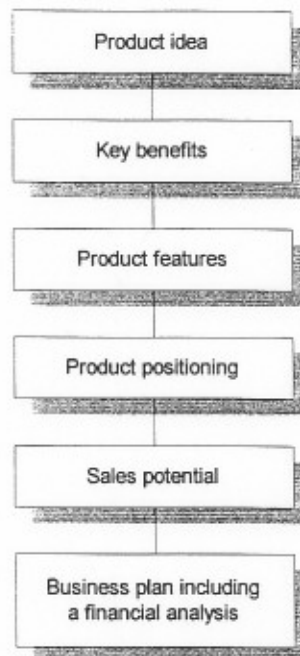 Product idea
Key benefits
Product features
Product positioning
Sales potential
Business plan including
a financial analysis